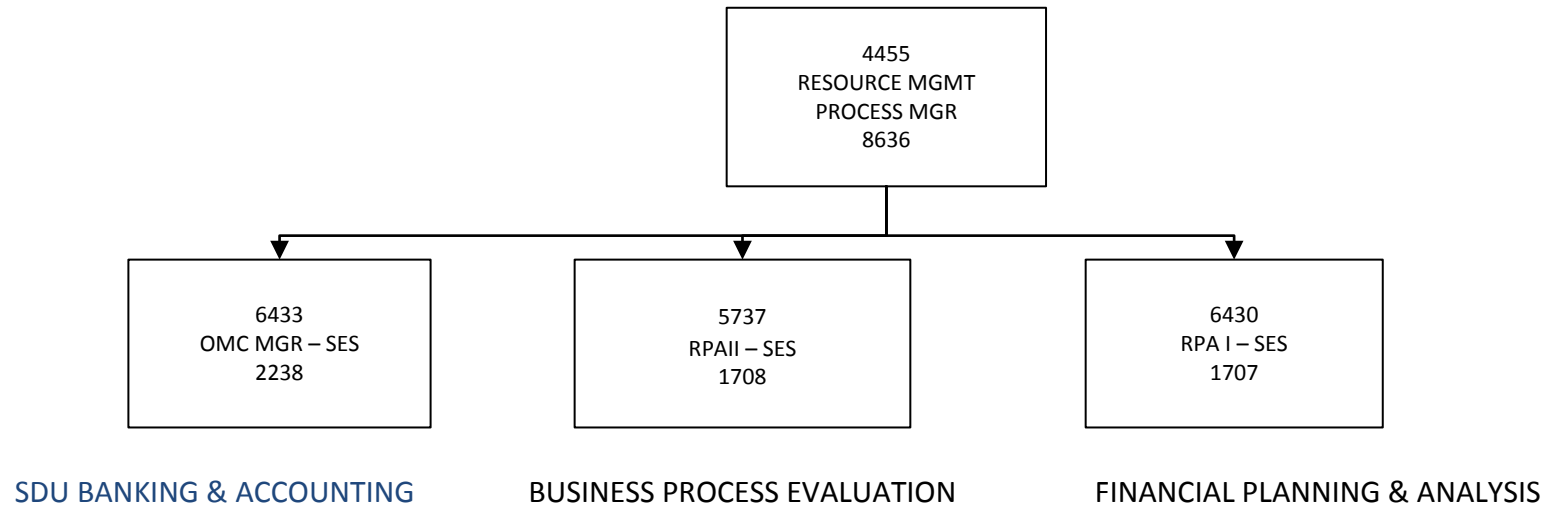 4455
RESOURCE MGMT
PROCESS MGR
8636
6433
OMC MGR – SES
2238
5737
RPAII – SES
1708
6430
RPA I – SES
1707
SDU BANKING & ACCOUNTING
BUSINESS PROCESS EVALUATION
FINANCIAL PLANNING & ANALYSIS